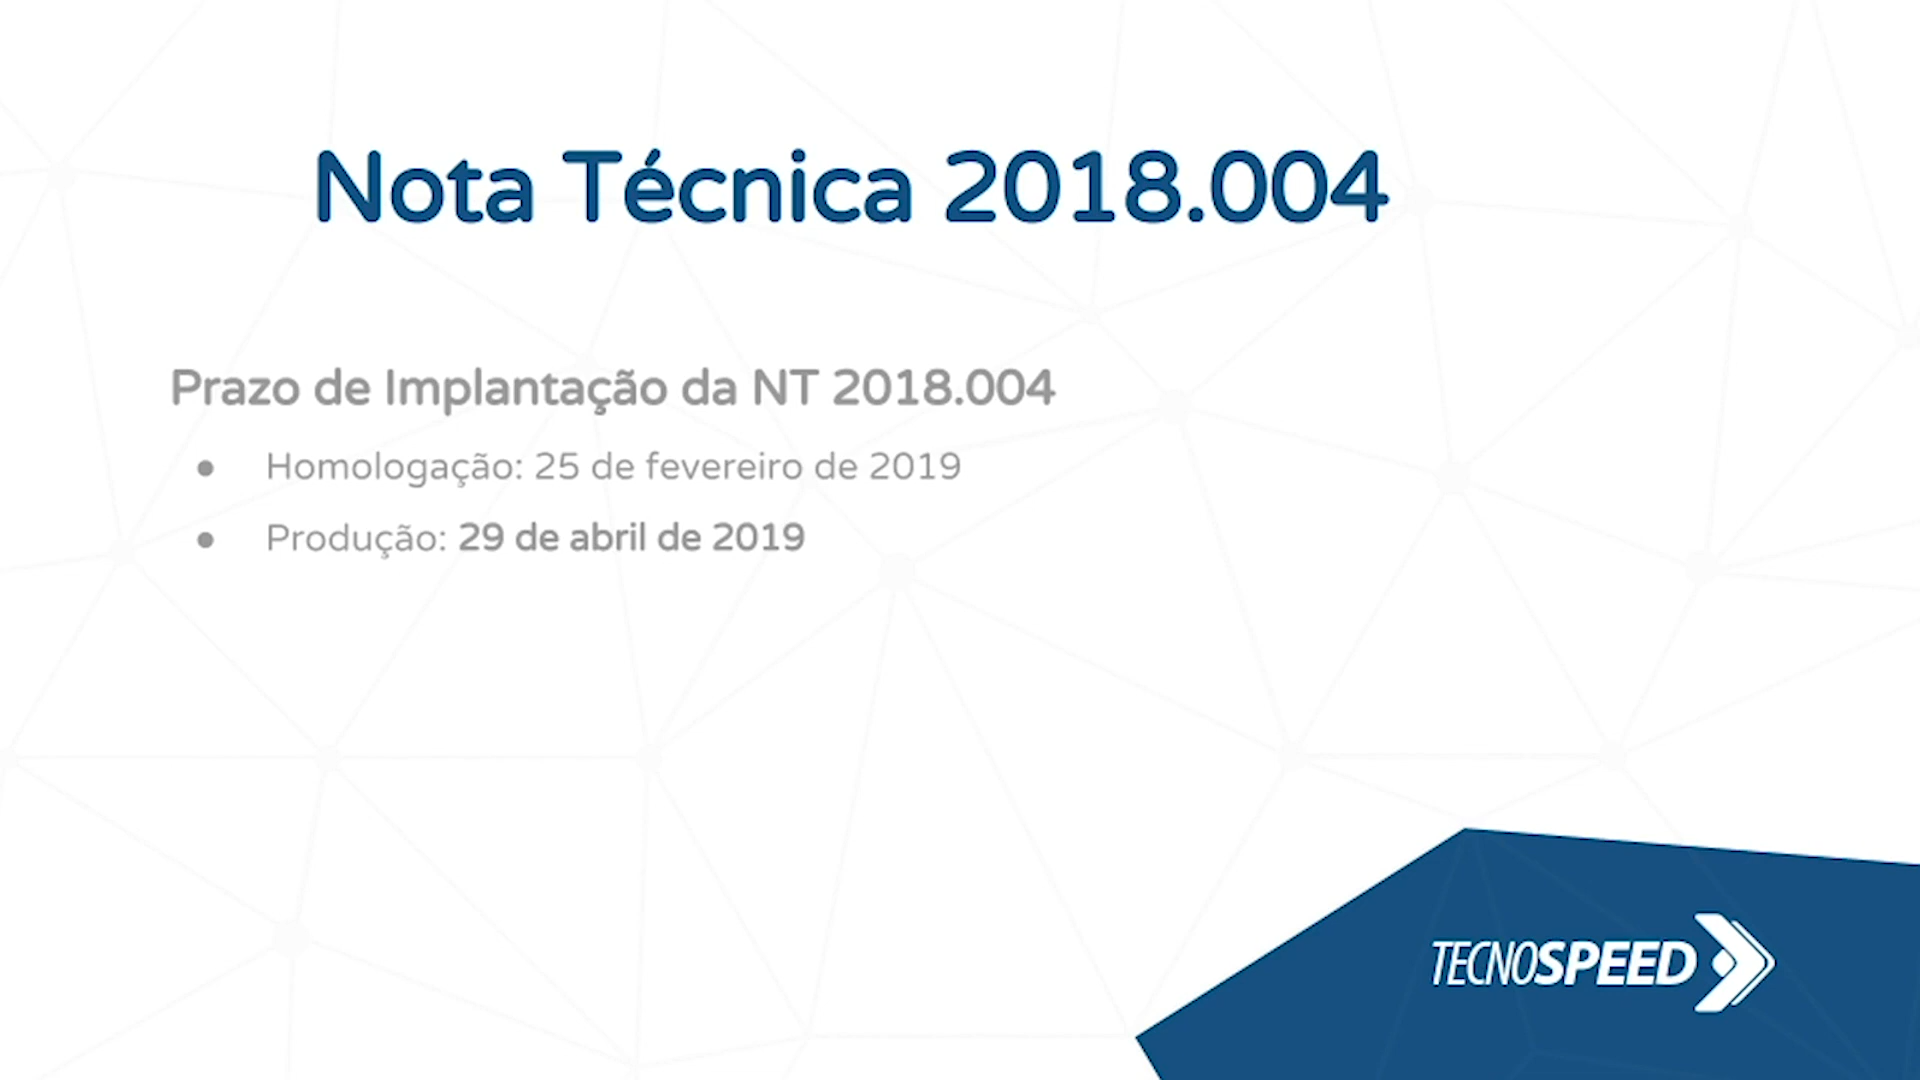 Nota Técnica 2018.004
Prazo de Implantação da NT 2018.004
● Homologação: 25 de fevereiro de 2019
● Produção: 29 de abril de 2019
TECNOSPEED